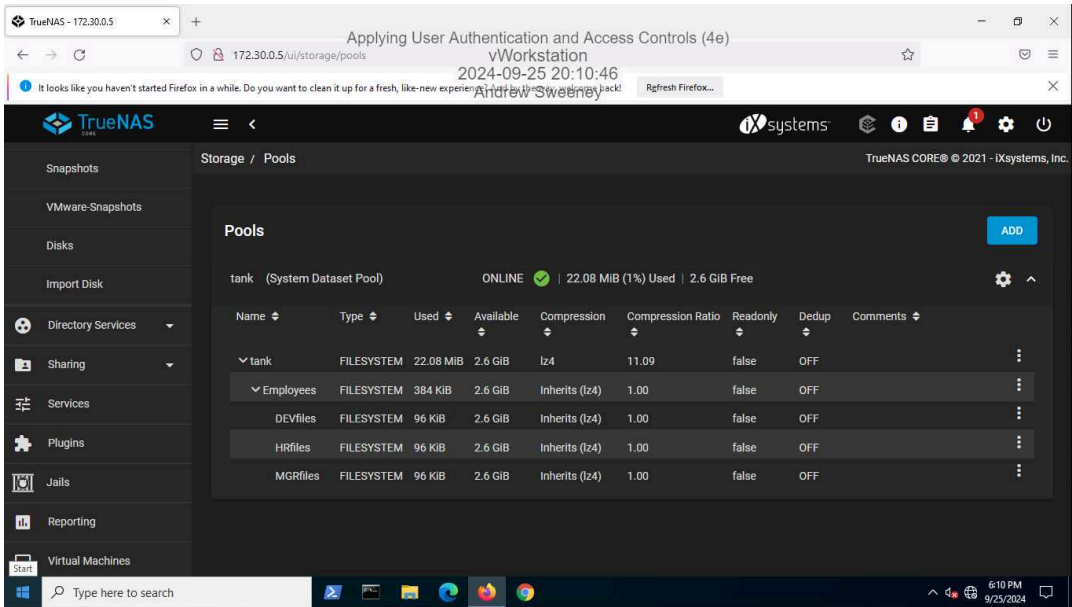 TrueNAS - 172.30.0.5
Applying User Authentication and Access Controls (4e)
172.30.0.5/ui/storage/pools
vWorkstation
2024-09-25 20:10:46
It looks like you haven't started Firefox in a while. Do you want to clean it up for a fresh, like-new experience? And by the way, welcome back!
Refresh Firefox...
Andrew Sweeney
TrueNAS
CORE
iXsystems
1
Storage / Pools
TrueNAS CORE® © 2021 - iXsystems, Inc.
Snapshots
VMware-Snapshots
Disks
Import Disk
Directory Services
Sharing
Services
Plugins
Jails
Reporting
Virtual Machines
Pools
ADD
tank (System Dataset Pool) ONLINE | 22.08 MiB (1%) Used | 2.6 GiB Free
Name Type Used Available Compression Compression Ratio Readonly Dedup Comments
tank FILESYSTEM 22.08 MiB 2.6 GiB lz4 11.09 false OFF
Employees FILESYSTEM 384 KiB 2.6 GiB Inherits (lz4) 1.00 false OFF
DEVfiles FILESYSTEM 96 KiB 2.6 GiB Inherits (lz4) 1.00 false OFF
HRfiles FILESYSTEM 96 KiB 2.6 GiB Inherits (lz4) 1.00 false OFF
MGRfiles FILESYSTEM 96 KiB 2.6 GiB Inherits (lz4) 1.00 false OFF
Start
Type here to search
6:10 PM
9/25/2024